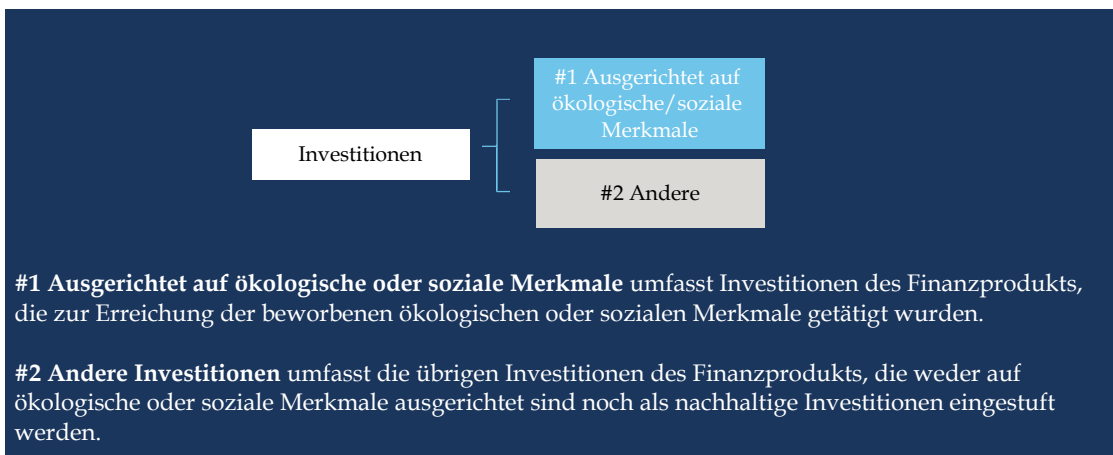 #1 Ausgerichtet auf
ökologische/soziale
Merkmale
Investitionen
#2 Andere
#1 Ausgerichtet auf ökologische oder soziale Merkmale umfasst Investitionen des Finanzprodukts,
die zur Erreichung der beworbenen ökologischen oder sozialen Merkmale getätigt wurden.
#2 Andere Investitionen umfasst die übrigen Investitionen des Finanzprodukts, die weder auf
ökologische oder soziale Merkmale ausgerichtet sind noch als nachhaltige Investitionen eingestuft
werden.